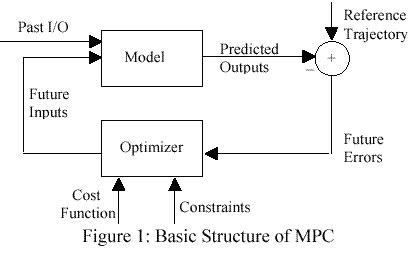 Reference
Past I/O
Trajectory
Predicted
Outputs
Model
+
–
Future
Inputs
Future
Errors
Optimizer
Cost
Function
Constraints
Figure 1: Basic Structure of MPC